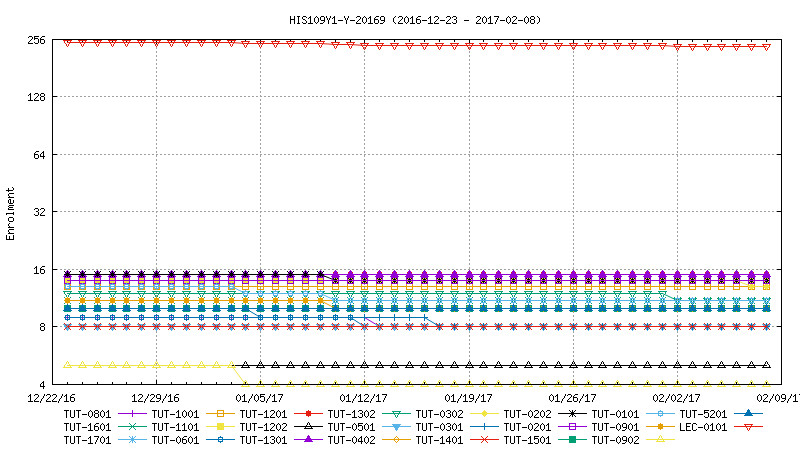 HIS109Y1-Y-20169 (2016-12-23 - 2017-02-08)
256
128
64
32
16
8
4
Enrolment
12/22/16 12/29/16 01/05/17 01/12/17 01/19/17 01/26/17 02/02/17 02/09/1
TUT-0801 TUT-1001 TUT-1201 TUT-1302 TUT-0302 TUT-0202 TUT-0101 TUT-5201
TUT-1601 TUT-1101 TUT-1202 TUT-0501 TUT-0301 TUT-0201 TUT-0901 LEC-0101
TUT-1701 TUT-0601 TUT-1301 TUT-0402 TUT-1401 TUT-1501 TUT-0902